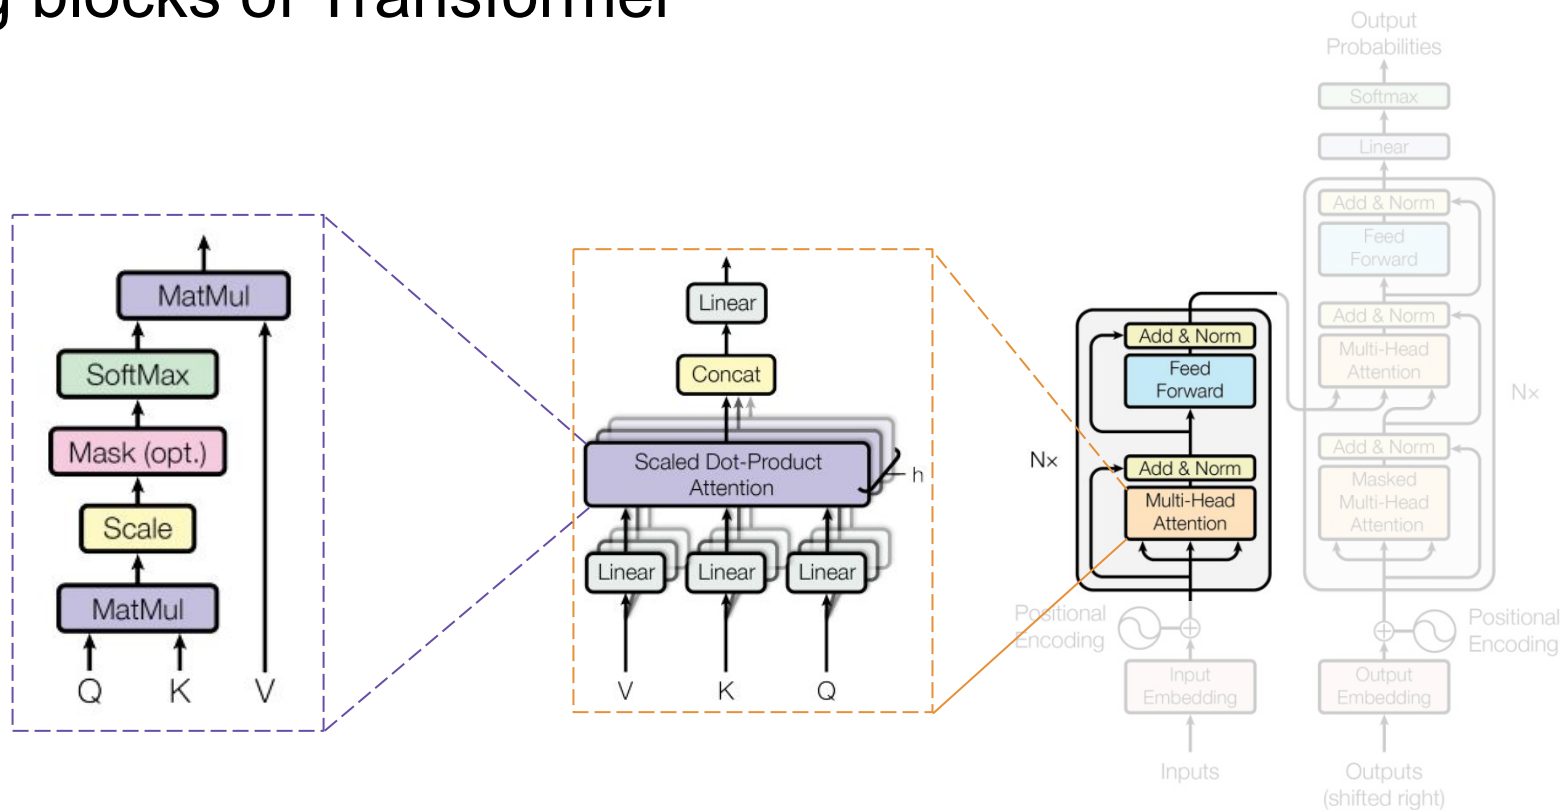 g blocks of Transformer
MatMul
SoftMax
Mask (opt.)
Scale
MatMul
Q K V
Linear
Concat
Scaled Dot-Product
Attention
h
Linear Linear Linear
V K Q
Nx
Add & Norm
Feed
Forward
Add & Norm
Multi-Head
Attention
Positional
Encoding
Input
Embedding
Inputs
Output
Probabilities
Softmax
Linear
Add & Norm
Feed
Forward
Add & Norm
Multi-Head
Attention
Nx
Add & Norm
Masked
Multi-Head
Attention
Positional
Encoding
Output
Embedding
Outputs
(shifted right)